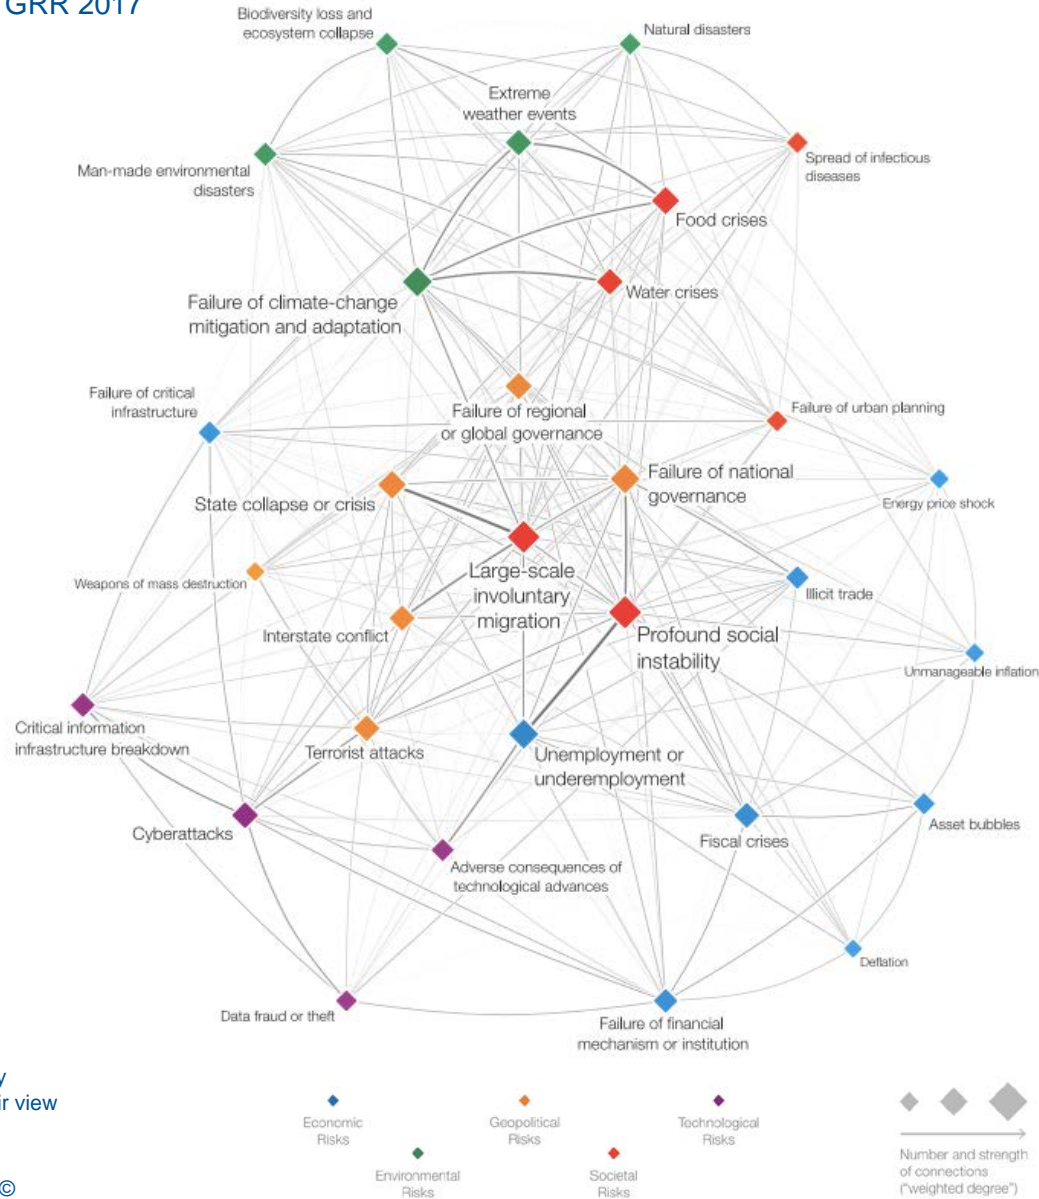 GRR 2017
Biodiversity loss and
ecosystem collapse
Natural disasters
Extreme
weather events
Man-made environmental
disasters
Spread of infectious
diseases
Food crises
Failure of climate-change
mitigation and adaptation
Water crises
Failure of critical
infrastructure
Failure of regional
or global governance
Failure of urban planning
State collapse or crisis
Failure of national
governance
Energy price shock
Weapons of mass destruction
Large-scale
involuntary
migration
Illicit trade
Interstate conflict
Profound social
instability
Unmanageable inflation
Critical information
infrastructure breakdown
Terrorist attacks
Unemployment or
underemployment
Cyberattacks
Fiscal crises
Asset bubbles
Adverse consequences of
technological advances
Deflation
Data fraud or theft
Failure of financial
mechanism or institution
y
r view
©
Economic
Risks
Geopolitical
Risks
Technological
Risks
Environmental
Risks
Societal
Risks
Number and strength
of connections
("weighted degree")